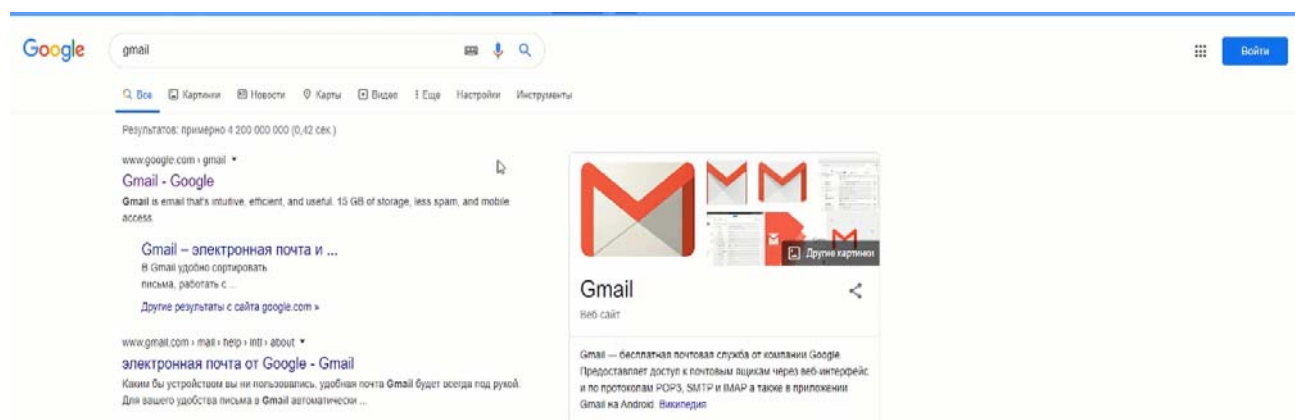 Google
gmail
Войти
Все Картинки Новости Карты Видео Еще Настройки Инструменты
Результатов: примерно 4 200 000 000 (0,42 сек.)
www.google.com › gmail
Gmail - Google
Gmail is email that's intuitive, efficient, and useful. 15 GB of storage, less spam, and mobile
access.
Gmail – электронная почта и ...
В Gmail удобно сортировать
письма, работать с ...
Другие результаты с сайта google.com »
www.gmail.com › mail › help › intl › about
электронная почта от Google - Gmail
Каким бы устройством вы ни пользовались, удобная почта Gmail будет всегда под рукой.
Для вашего удобства письма в Gmail автоматически ...
Другие картинки
Gmail
Веб-сайт
Gmail — бесплатная почтовая служба от компании Google.
Предоставляет доступ к почтовым ящикам через веб-интерфейс
и по протоколам POP3, SMTP и IMAP а также в приложении
Gmail на Android. Википедия